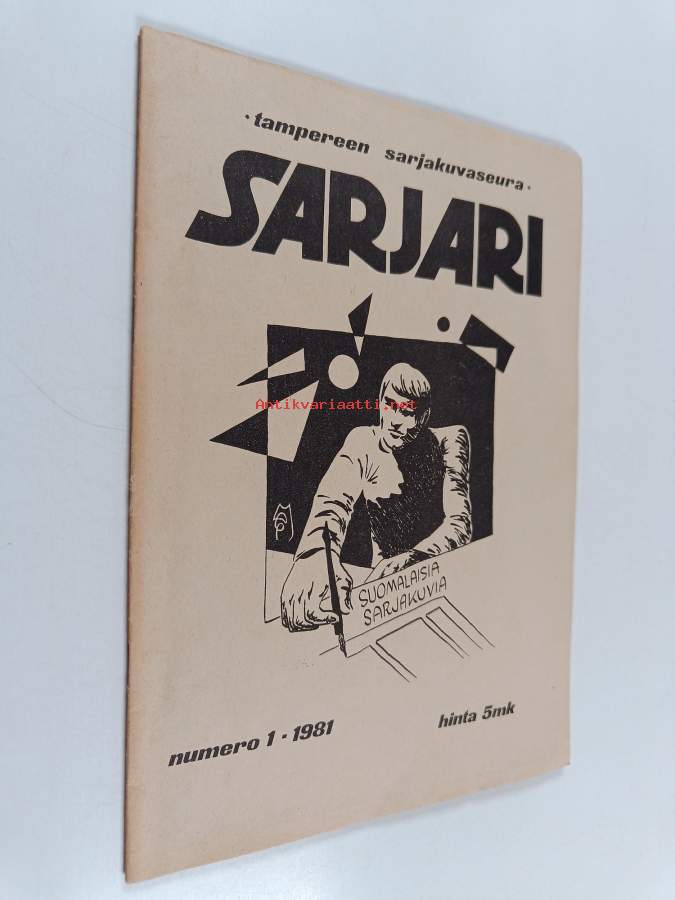 · tampereen sarjakuvaseura ·
SARJARI
Antikvariaatti.net
SUOMALAISIA
SARJAKUVIA
numero 1 · 1981
hinta 5mk